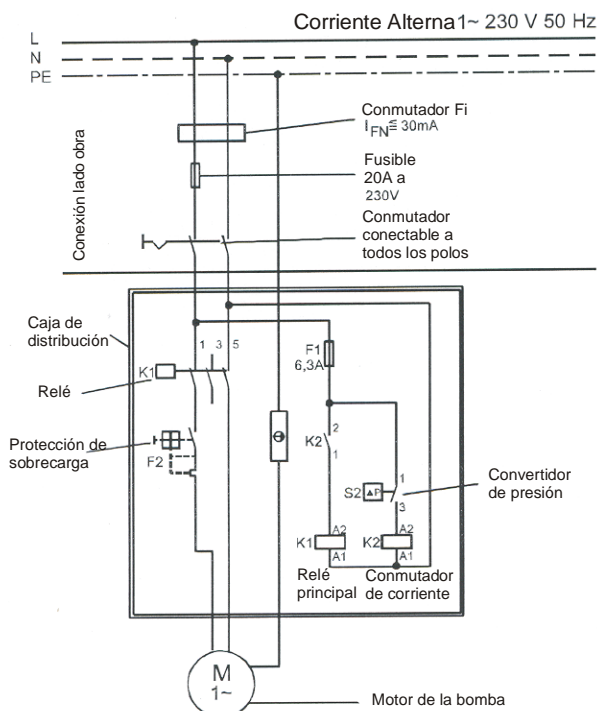 Corriente Alterna 1~ 230 V 50 Hz
L
N
PE
Conexión lado obra
Conmutador Fi
IFN≦ 30mA
Fusible
20A a
230V
Conmutador
conectable a
todos los polos
Caja de
distribución
1 3 5
K1
Relé
Protección de
sobrecarga
F2
F1
6,3A
2
K2
1
S2
▲P
1
3
Convertidor
de presión
A2
K1
A1
A2
K2
A1
Relé
principal
Conmutador
de corriente
M
1~
Motor de la bomba